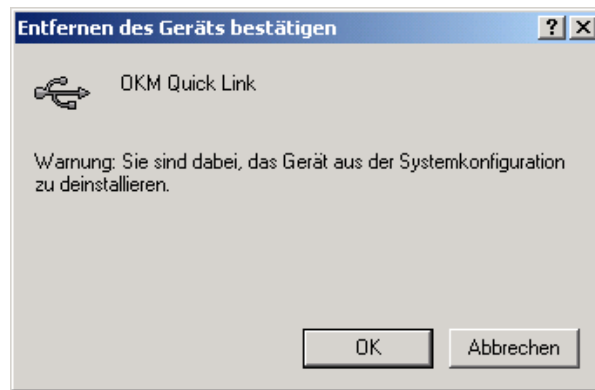 Entfernen des Geräts bestätigen
OKM Quick Link
Warnung: Sie sind dabei, das Gerät aus der Systemkonfiguration
zu deinstallieren.
OK
Abbrechen